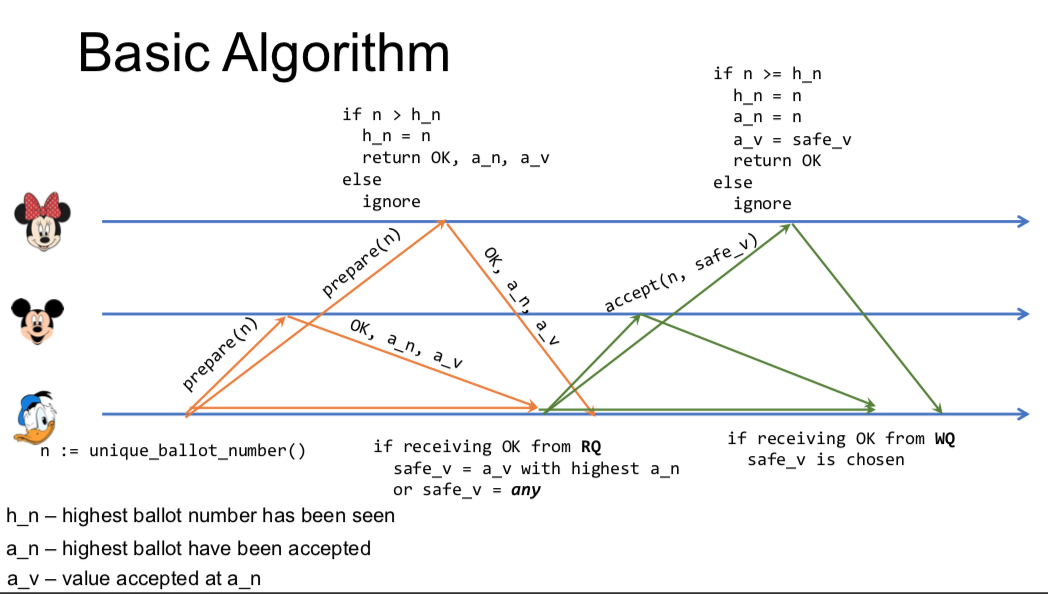 Basic Algorithm
if n > h_n
h_n = n
return OK, a_n, a_v
else
ignore
if n >= h_n
h_n = n
a_n = n
a_v = safe_v
return OK
else
ignore
prepare(n)
prepare(n)
OK, a_n, a_v
OK, a_n, a_v
accept(n, safe_v)
n := unique_ballot_number()
if receiving OK from RQ
safe_v = a_v with highest a_n
or safe_v = any
if receiving OK from WQ
safe_v is chosen
h_n – highest ballot number has been seen
a_n – highest ballot have been accepted
a_v – value accepted at a_n